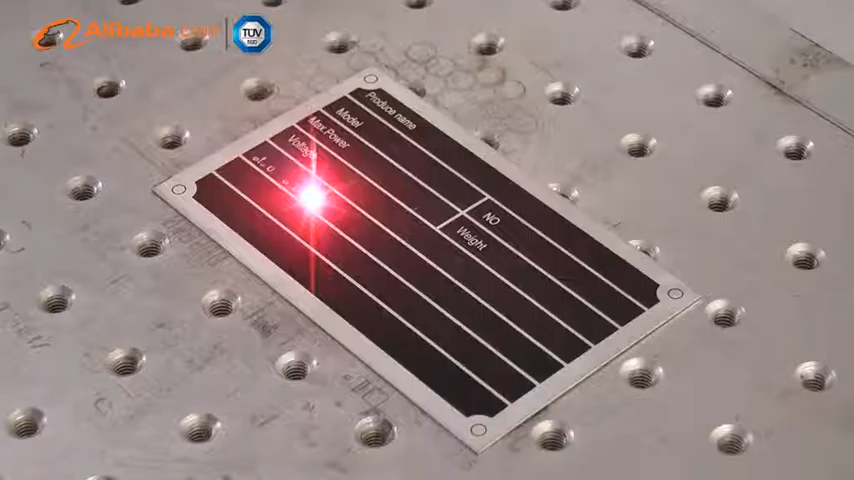 Alibaba.com
TÜV
SÜD
Produce name
Model
Max.Power
Voltage
NO
Weight